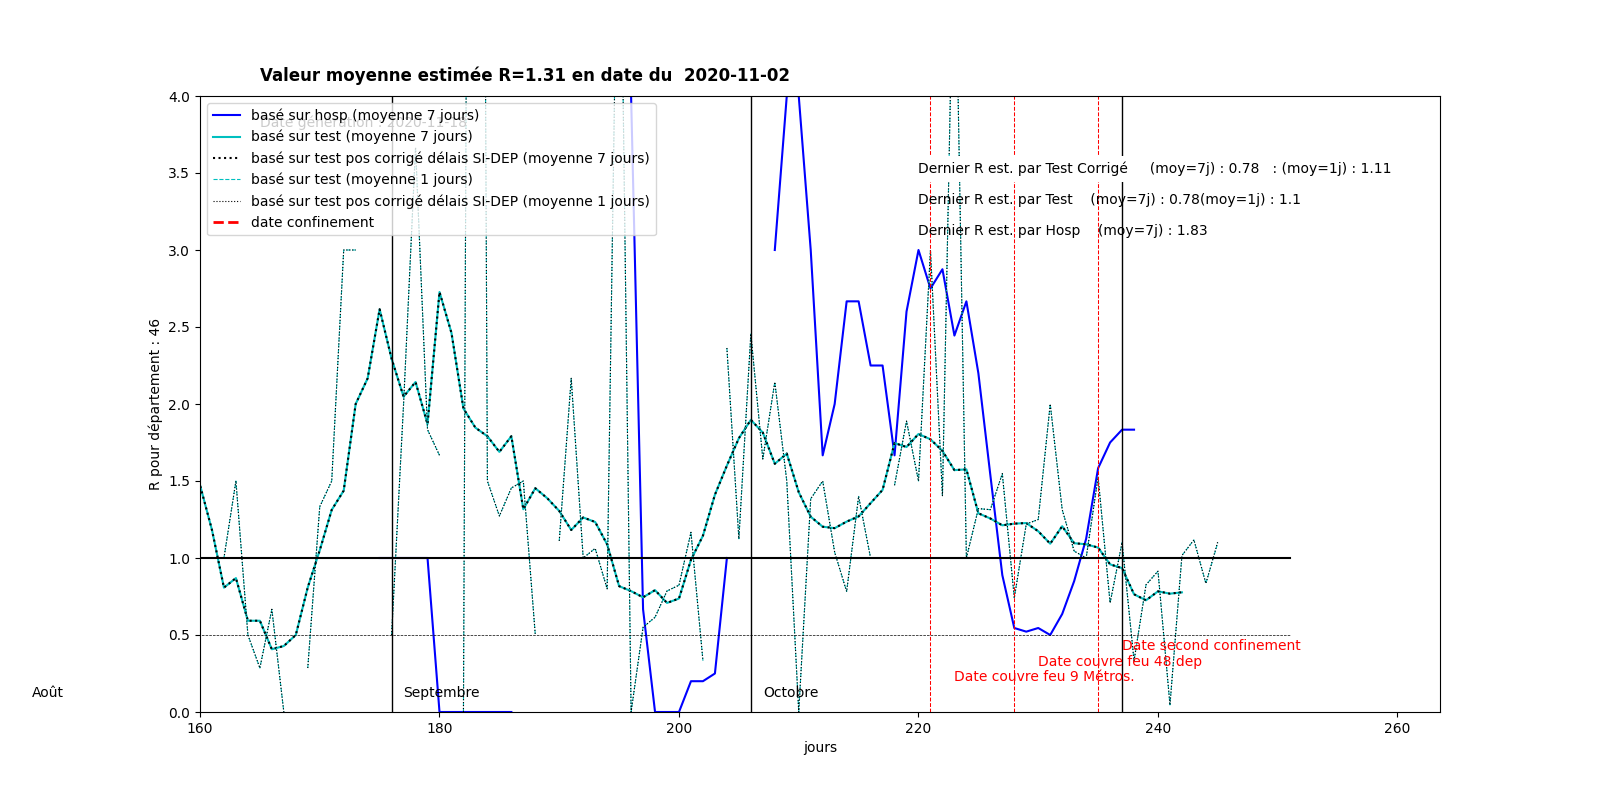 Valeur moyenne estimée R=1.31 en date du  2020-11-02
Date génération : 2020-11-18
basé sur hosp (moyenne 7 jours)
basé sur test (moyenne 7 jours)
basé sur test pos corrigé délais SI-DEP (moyenne 7 jours)
basé sur test (moyenne 1 jours)
basé sur test pos corrigé délais SI-DEP (moyenne 1 jours)
date confinement
Dernier R est. par Test Corrigé     (moy=7j) : 0.78   : (moy=1j) : 1.11
Dernier R est. par Test    (moy=7j) : 0.78(moy=1j) : 1.1
Dernier R est. par Hosp    (moy=7j) : 1.83
R pour département : 46
4.0
3.5
3.0
2.5
2.0
1.5
1.0
0.5
0.0
Date second confinement
Date couvre feu 48 dep
Date couvre feu 9 Métros.
Août
Septembre
Octobre
160
180
200
220
240
260
jours